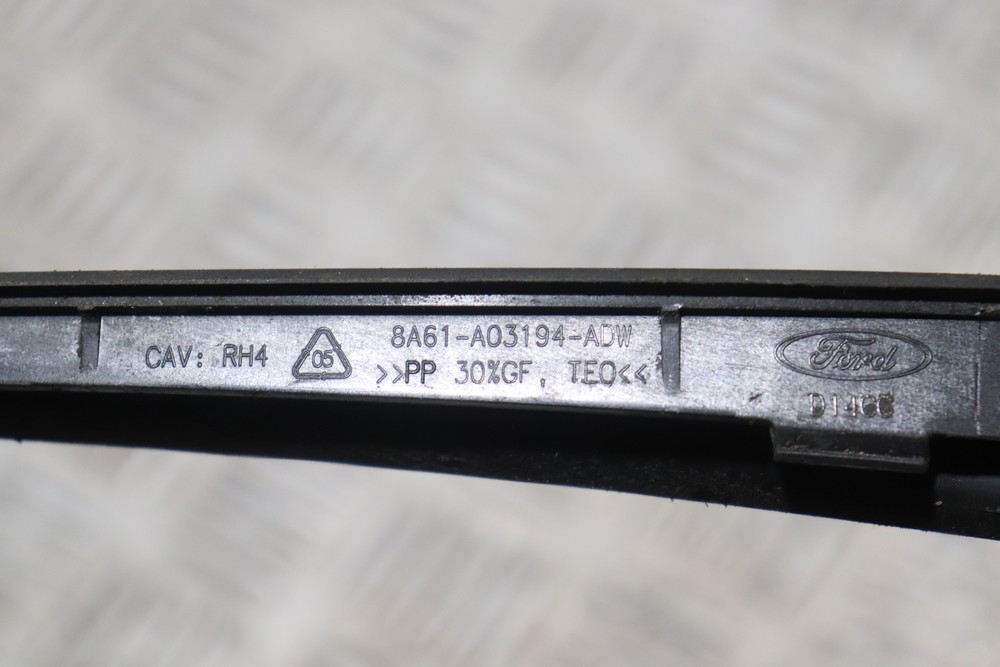 CAV: RH4
05
8A61-A03194-ADW
>>PP 30%GF, TEO<<
Ford